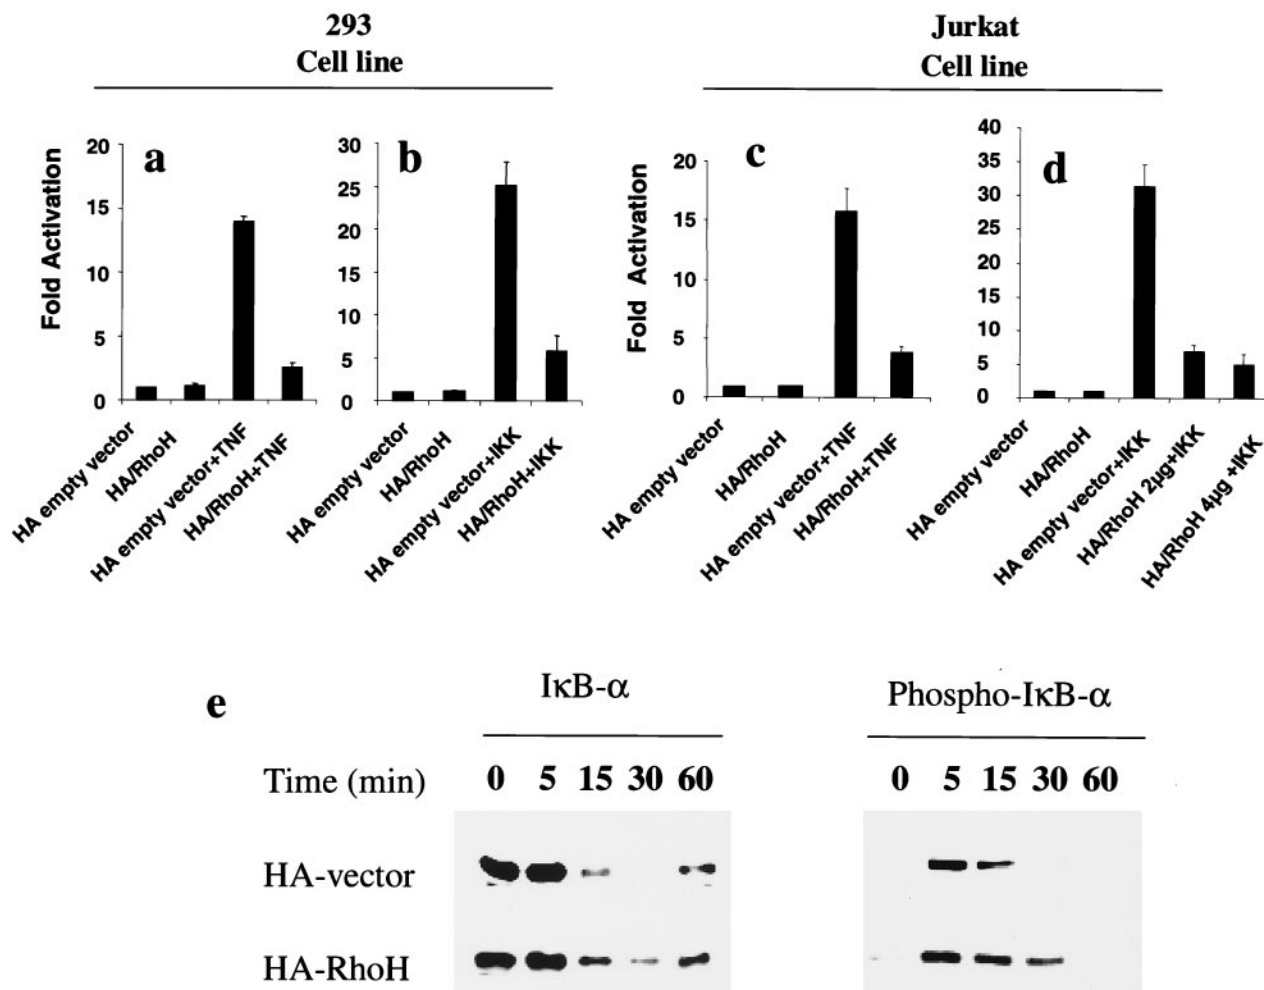 293
Cell line
Jurkat
Cell line
a
Fold Activation
20
15
10
5
0
HA empty vector
HA/RhoH
HA empty vector+TNF
HA/RhoH+TNF
b
30
25
20
15
10
5
0
HA empty vector
HA/RhoH
HA empty vector+IKK
HA/RhoH+IKK
c
Fold Activation
20
15
10
5
0
HA empty vector
HA/RhoH
HA empty vector+TNF
HA/RhoH+TNF
d
40
35
30
25
20
15
10
5
0
HA empty vector
HA/RhoH
HA empty vector+IKK
HA/RhoH 2μg+IKK
HA/RhoH 4μg +IKK
e
IκB-α
Phospho-IκB-α
Time (min) 0 5 15 30 60 0 5 15 30 60
HA-vector
HA-RhoH